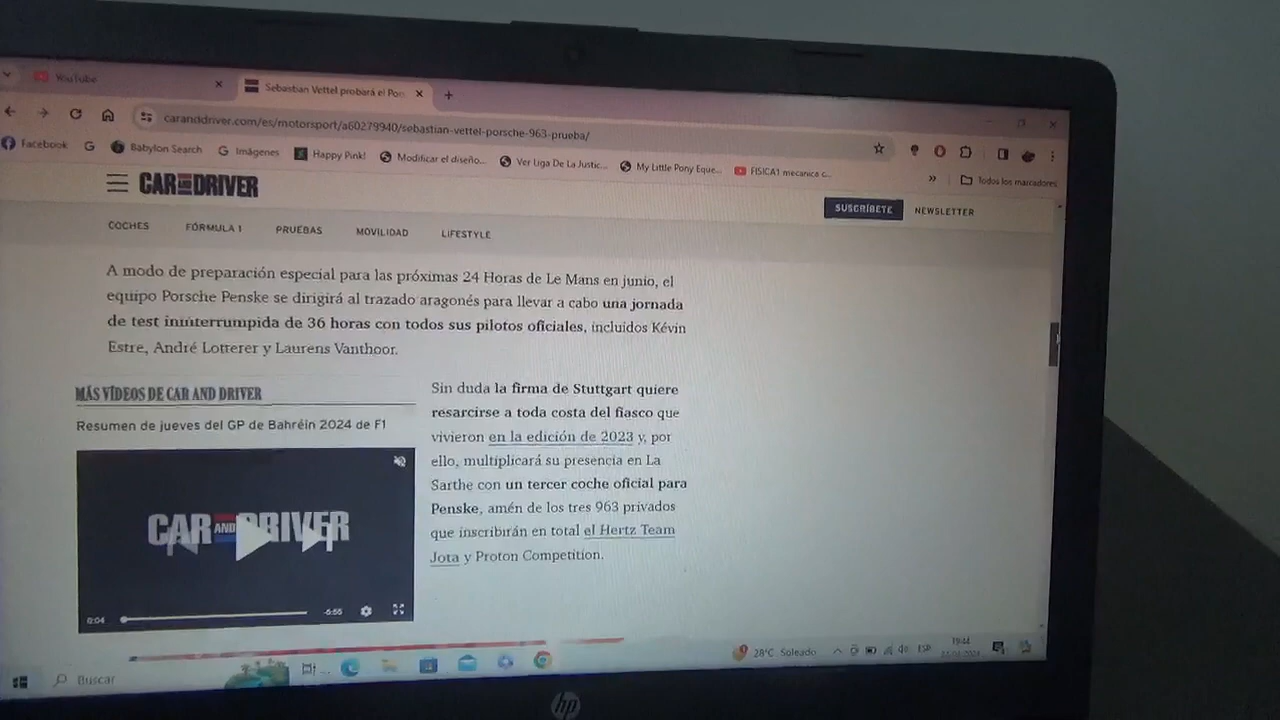 YouTube
Sebastian Vettel probará el Por
caranddriver.com/es/motorsport/a60279940/sebastian-vettel-porsche-963-prueba/
Facebook
G
Babylon Search
Imágenes
Happy Pink!
Modificar el diseño...
Ver Liga De La Justic...
My Little Pony Eque...
FISICA1 mecanica c...
»
Todos los marcadores
CAR AND DRIVER
SUSCRÍBETE
NEWSLETTER
COCHES
FÓRMULA 1
PRUEBAS
MOVILIDAD
LIFESTYLE
A modo de preparación especial para las próximas 24 Horas de Le Mans en junio, el
equipo Porsche Penske se dirigirá al trazado aragonés para llevar a cabo una jornada
de test ininterrumpida de 36 horas con todos sus pilotos oficiales, incluidos Kévin
Estre, André Lotterer y Laurens Vanthoor.
MÁS VÍDEOS DE CAR AND DRIVER
Resumen de jueves del GP de Bahréin 2024 de F1
CAR AND DRIVER
0:04
-5:55
Sin duda la firma de Stuttgart quiere
resarcirse a toda costa del fiasco que
vivieron en la edición de 2023 y, por
ello, multiplicará su presencia en La
Sarthe con un tercer coche oficial para
Penske, amén de los tres 963 privados
que inscribirán en total el Hertz Team
Jota y Proton Competition.
Buscar
28°C Soleado
ESP
19:44
hp